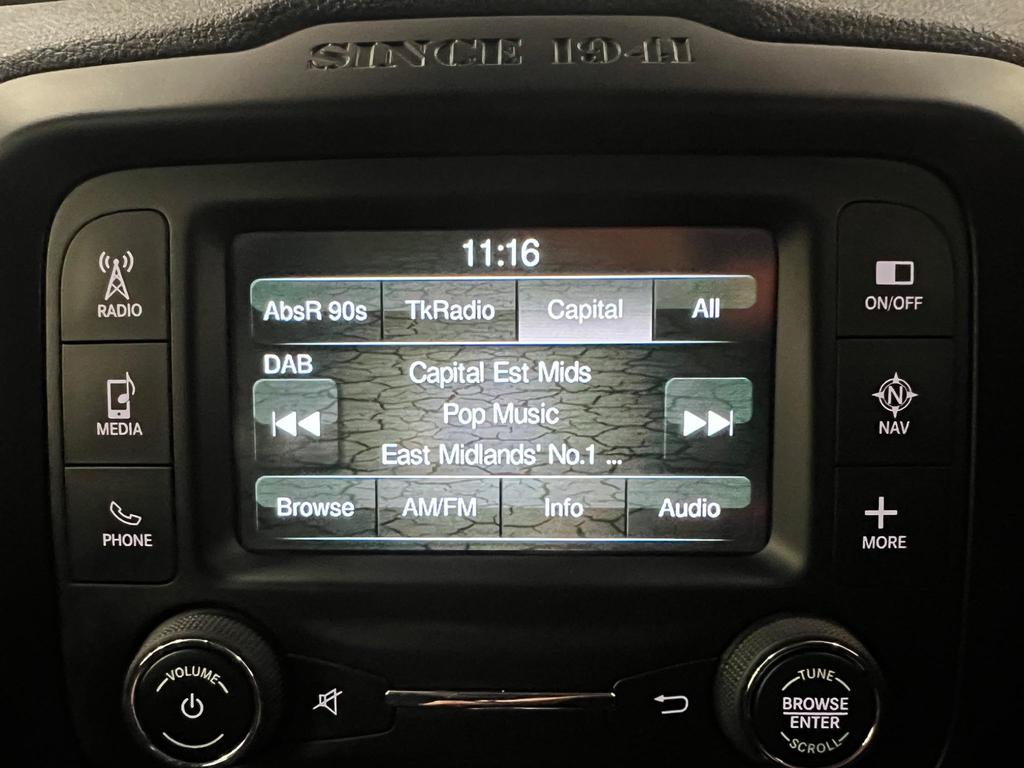 SINCE 1941
11:16
AbsR 90s TkRadio Capital All
DAB
Capital Est Mids
Pop Music
East Midlands' No.1 ...
Browse AM/FM Info Audio
RADIO
MEDIA
PHONE
ON/OFF
N
NAV
MORE
VOLUME
TUNE
BROWSE
ENTER
SCROLL